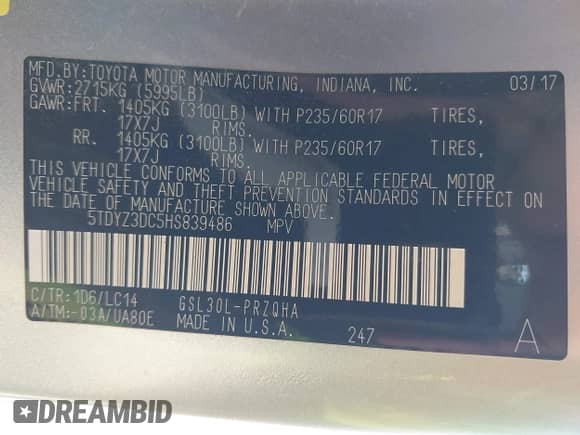 MFD.BY:TOYOTA MOTOR MANUFACTURING, INDIANA, INC. 03/17
GVWR:2715KG (5995LB)
GAWR:FRT. 1405KG (3100LB) WITH P235/60R17 TIRES,
17X7J RIMS.
RR. 1405KG (3100LB) WITH P235/60R17 TIRES,
17X7J RIMS.
THIS VEHICLE CONFORMS TO ALL APPLICABLE FEDERAL MOTOR
VEHICLE SAFETY AND THEFT PREVENTION STANDARDS IN EFFECT ON
THE DATE OF MANUFACTURE SHOWN ABOVE.
5TDYZ3DC5HS839486 MPV
C/TR:1D6/LC14 GSL30L-PRZQHA
A/TM:-03A/UA80E MADE IN U.S.A. 247 A
DREAMBID